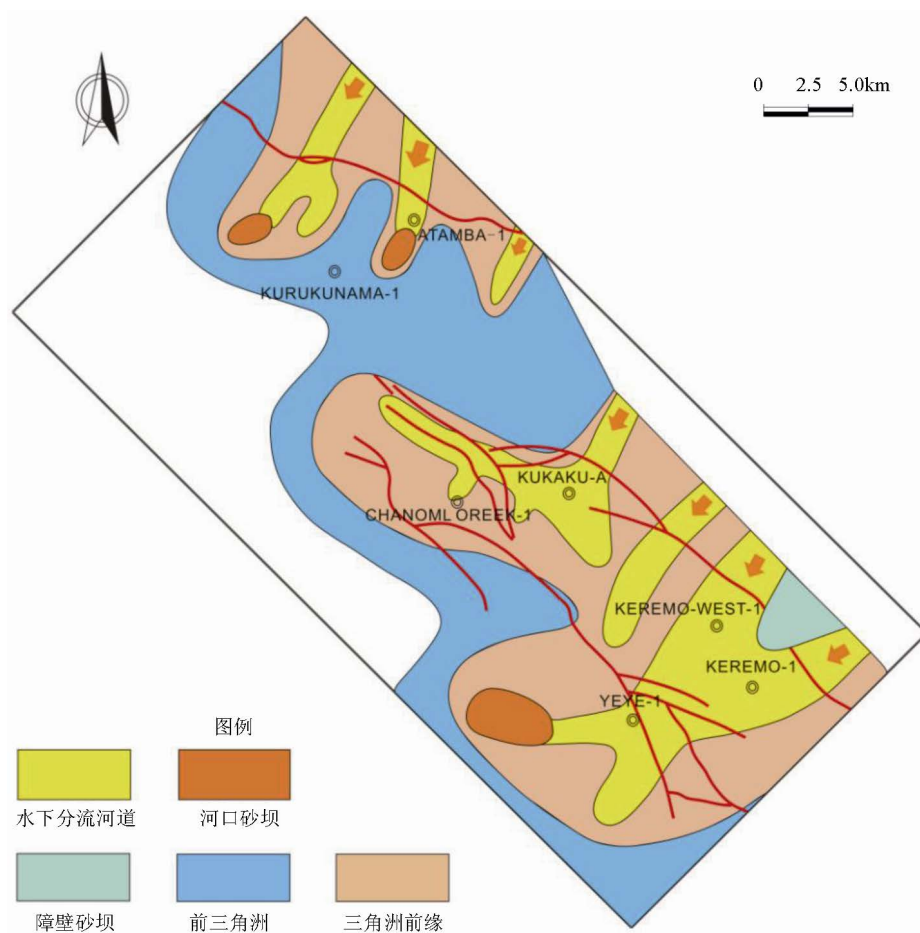 0 2.5 5.0km
ATAMBA-1
KURUKUNAMA-1
KUKAKU-A
CHANOML OREEK-1
KEREMO-WEST-1
KEREMO-1
YEYE-1
图例
水下分流河道
河口砂坝
障壁砂坝
前三角洲
三角洲前缘